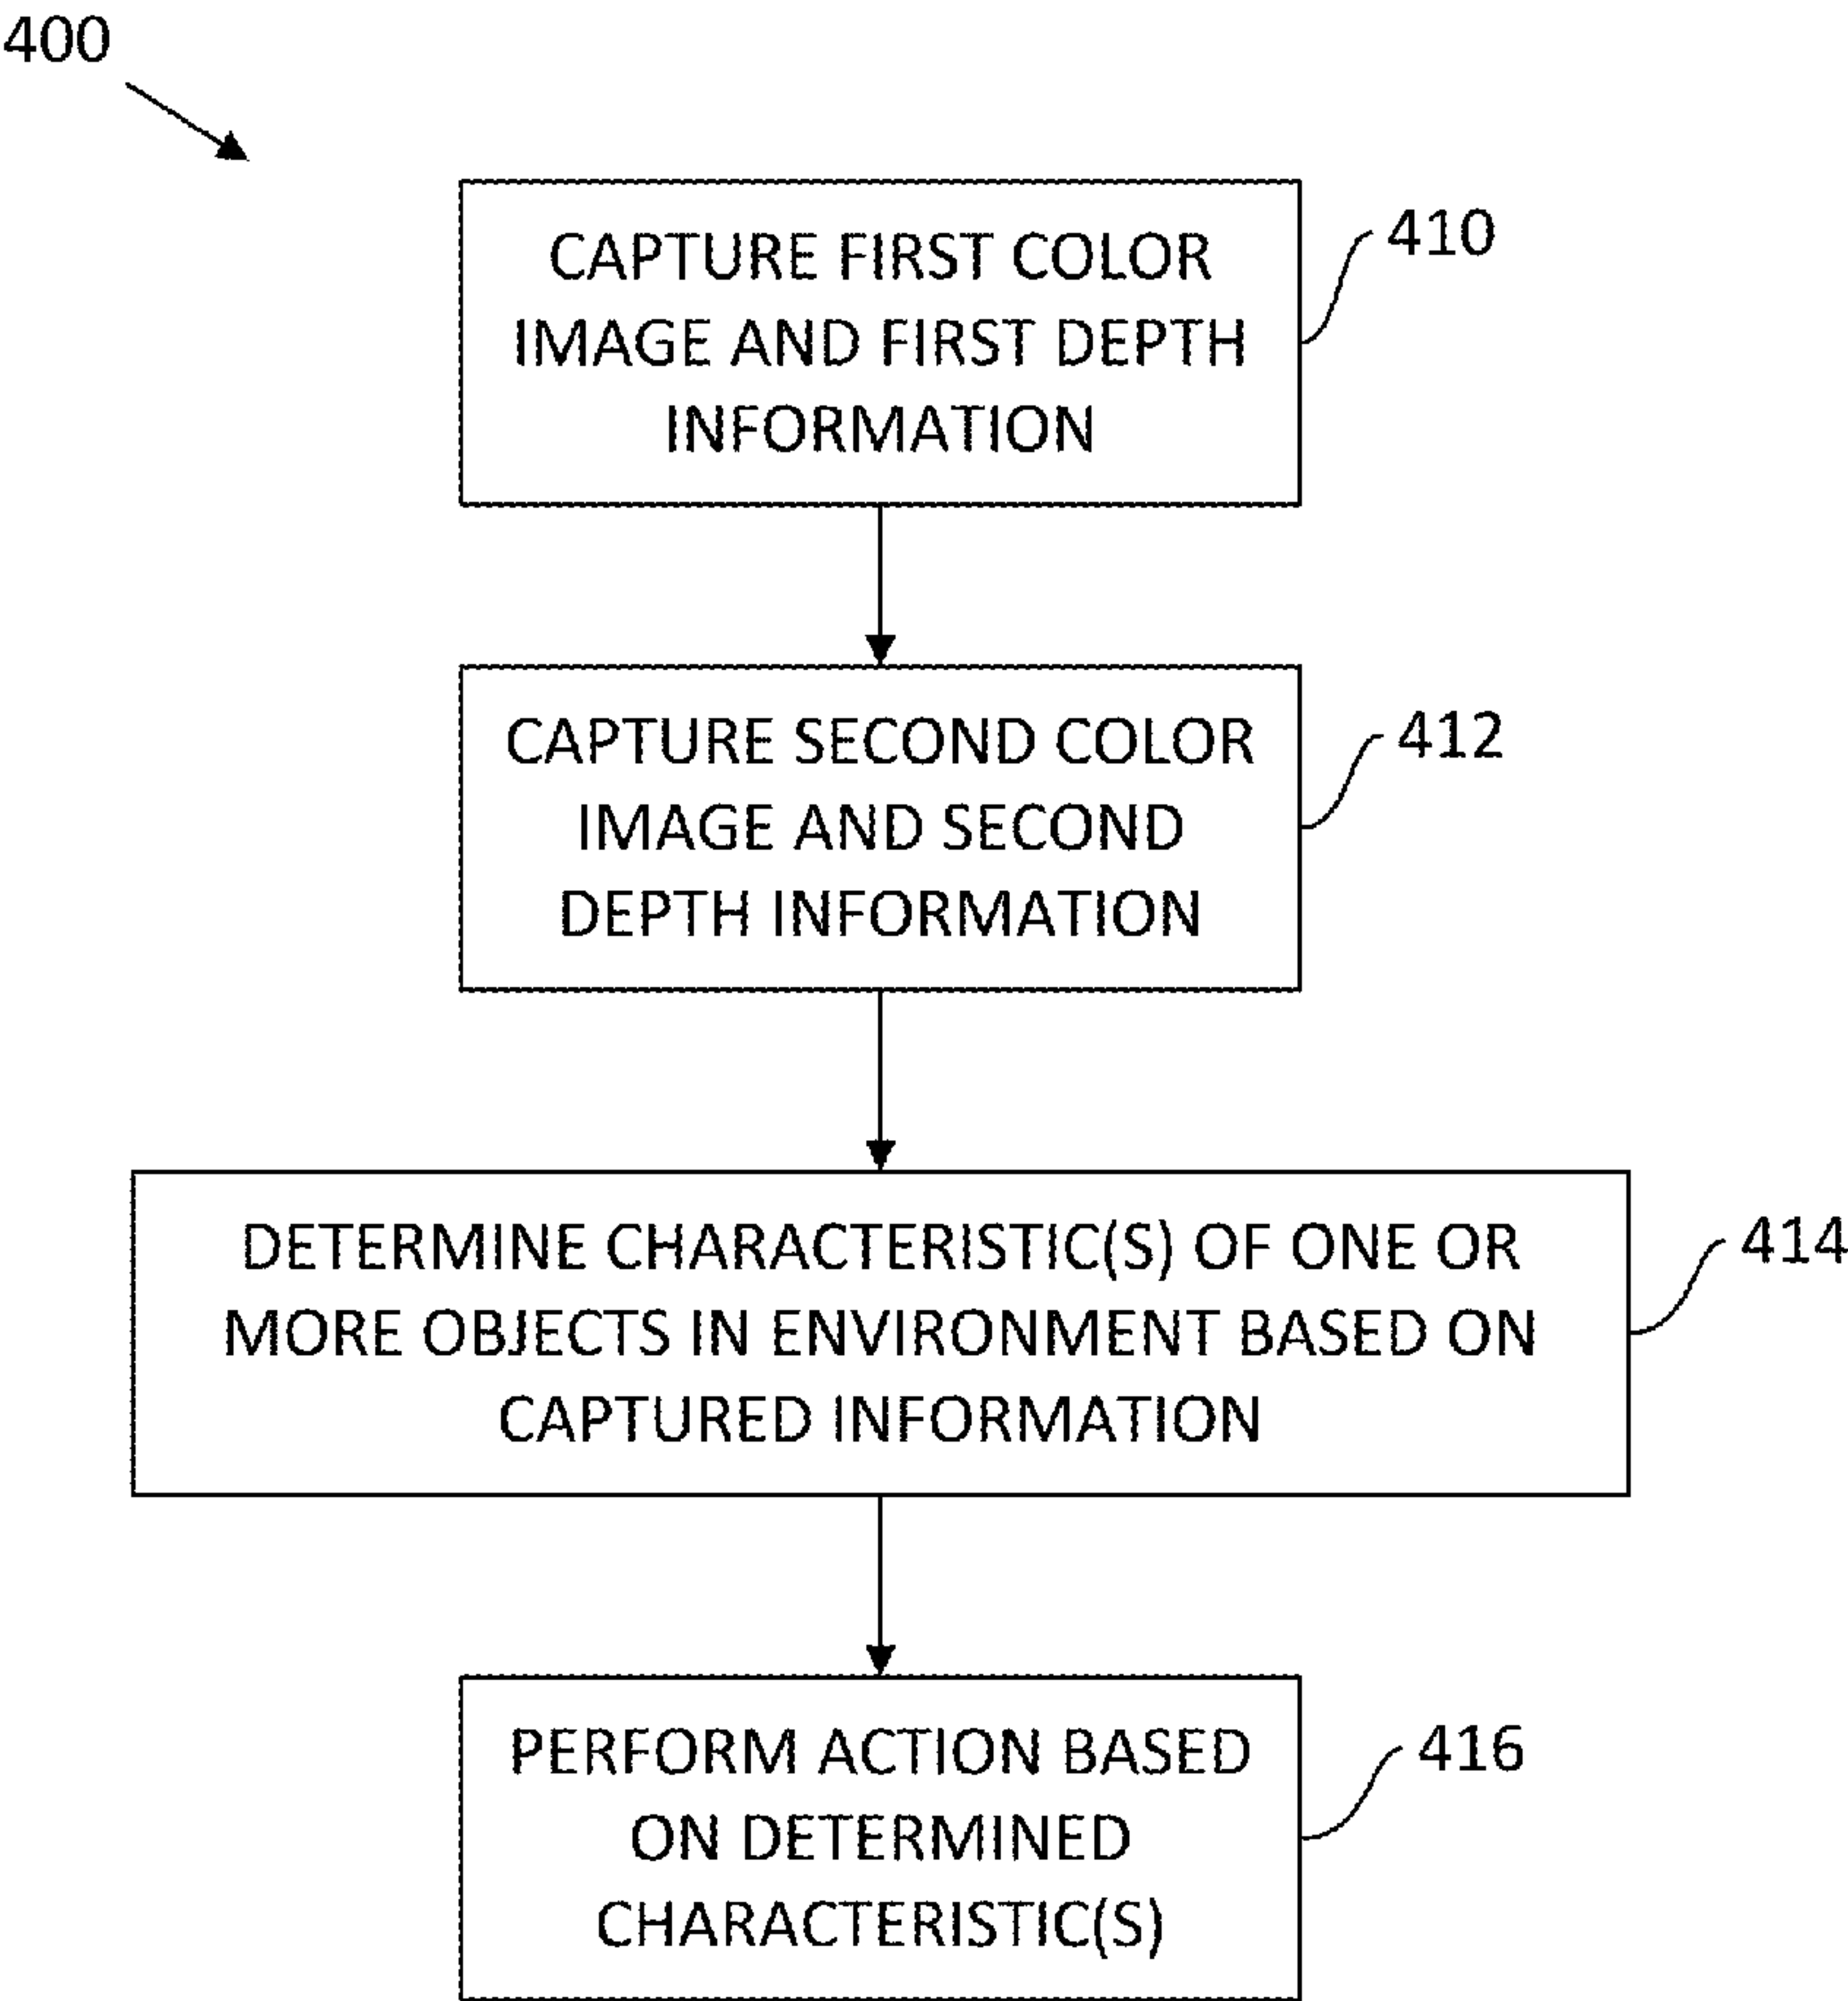 400
CAPTURE FIRST COLOR
IMAGE AND FIRST DEPTH
INFORMATION
410
CAPTURE SECOND COLOR
IMAGE AND SECOND
DEPTH INFORMATION
412
DETERMINE CHARACTERISTIC(S) OF ONE OR
MORE OBJECTS IN ENVIRONMENT BASED ON
CAPTURED INFORMATION
414
PERFORM ACTION BASED
ON DETERMINED
CHARACTERISTIC(S)
416